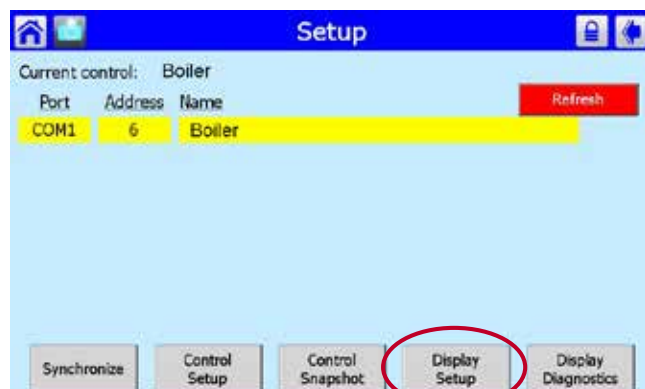 Setup
Current control: Boiler
Port Address Name
Refresh
COM1 6 Boiler
Synchronize
Control
Setup
Control
Snapshot
Display
Setup
Display
Diagnostics